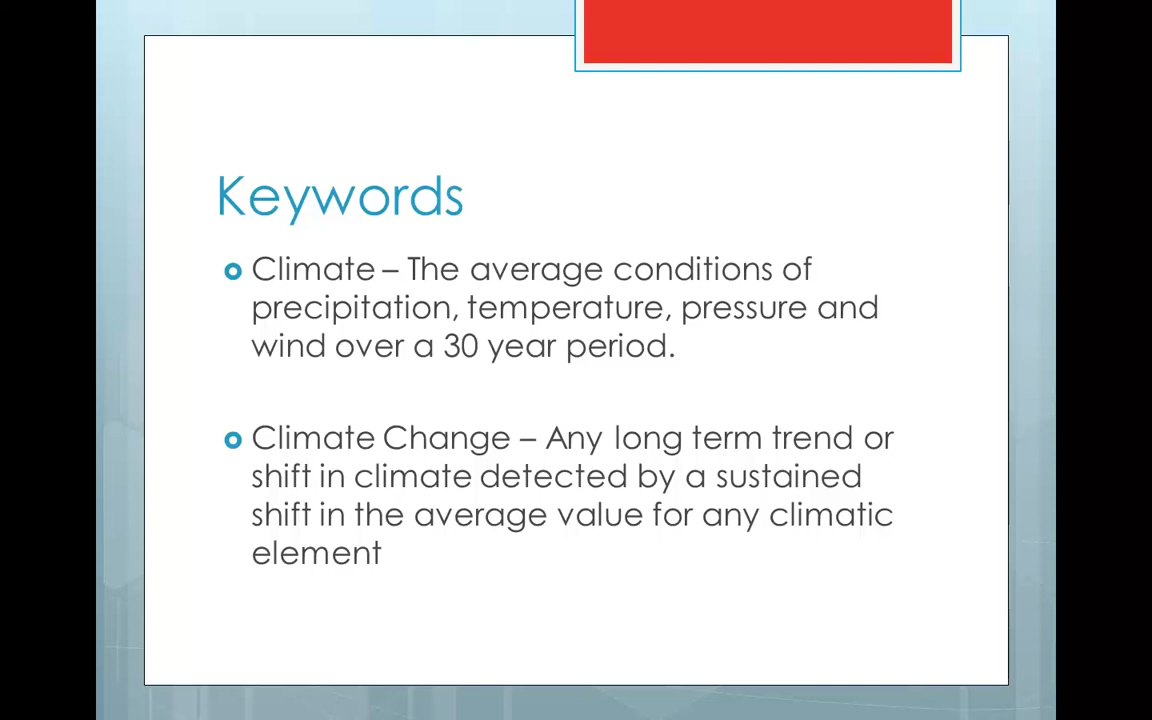 Keywords
Climate – The average conditions of
precipitation, temperature, pressure and
wind over a 30 year period.
Climate Change – Any long term trend or
shift in climate detected by a sustained
shift in the average value for any climatic
element